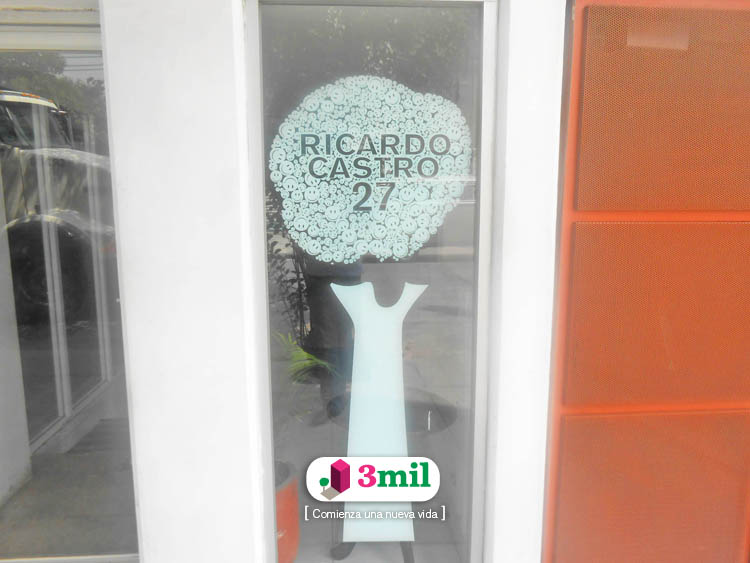 RICARDO
CASTRO
27
3mil
[ Comienza una nueva vida ]